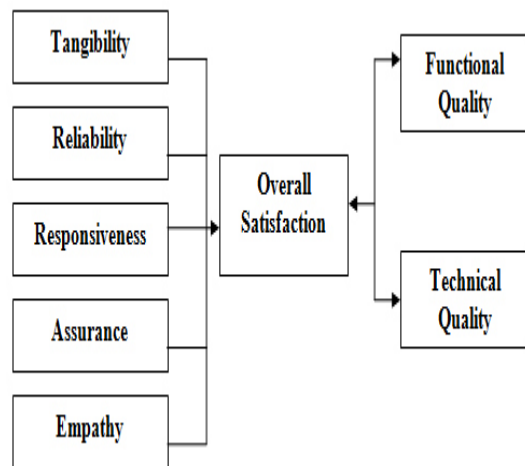 Tangibility
Reliability
Responsiveness
Assurance
Empathy
Overall
Satisfaction
Functional
Quality
Technical
Quality